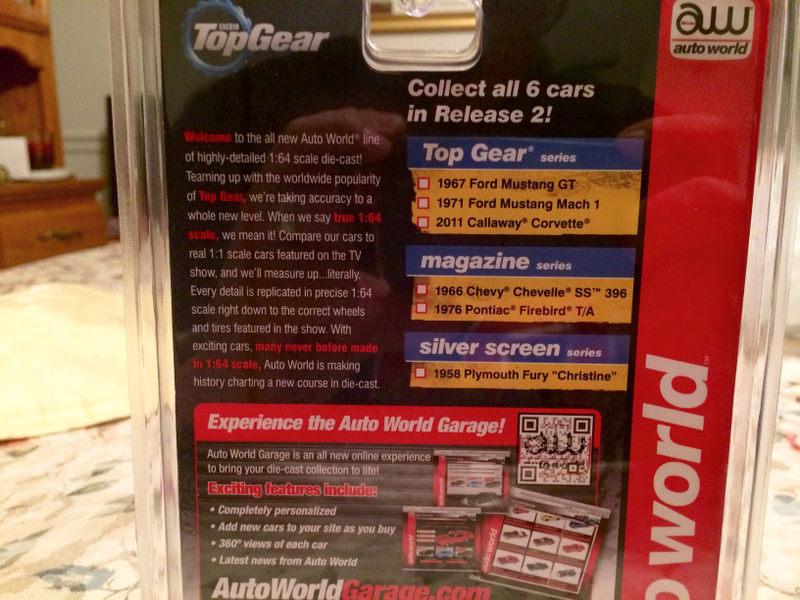 BBC
TopGear
aw
auto world
Collect all 6 cars
in Release 2!
Welcome to the all new Auto World® line
of highly-detailed 1:64 scale die-cast!
Teaming up with the worldwide popularity
of Top Gear, we're taking accuracy to a
whole new level. When we say true 1:64
scale, we mean it! Compare our cars to
real 1:1 scale cars featured on the TV
show, and we'll measure up...literally.
Every detail is replicated in precise 1:64
scale right down to the correct wheels
and tires featured in the show. With
exciting cars, many never before made
in 1:64 scale, Auto World is making
history charting a new course in die-cast.
Top Gear® series
1967 Ford Mustang GT
1971 Ford Mustang Mach 1
2011 Callaway® Corvette®
magazine series
1966 Chevy® Chevelle® SS™ 396
1976 Pontiac® Firebird® T/A
silver screen series
1958 Plymouth Fury "Christine"
Experience the Auto World Garage!
Auto World Garage is an all new online experience
to bring your die-cast collection to life!
Exciting features include:
• Completely personalized
• Add new cars to your site as you buy
• 360° views of each car
• Latest news from Auto World
AutoWorldGarage.com
aw
o world™